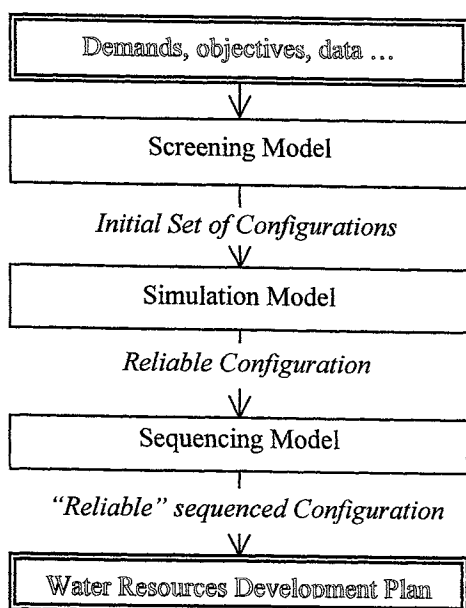 Demands, objectives, data ...
Screening Model
Initial Set of Configurations
Simulation Model
Reliable Configuration
Sequencing Model
“Reliable” sequenced Configuration
Water Resources Development Plan